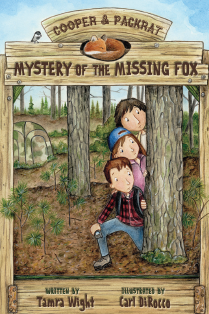 COOPER & PACKRAT
MYSTERY OF THE MISSING FOX
WRITTEN BY
Tamra Wight
ILLUSTRATED BY
Carl DiRocco